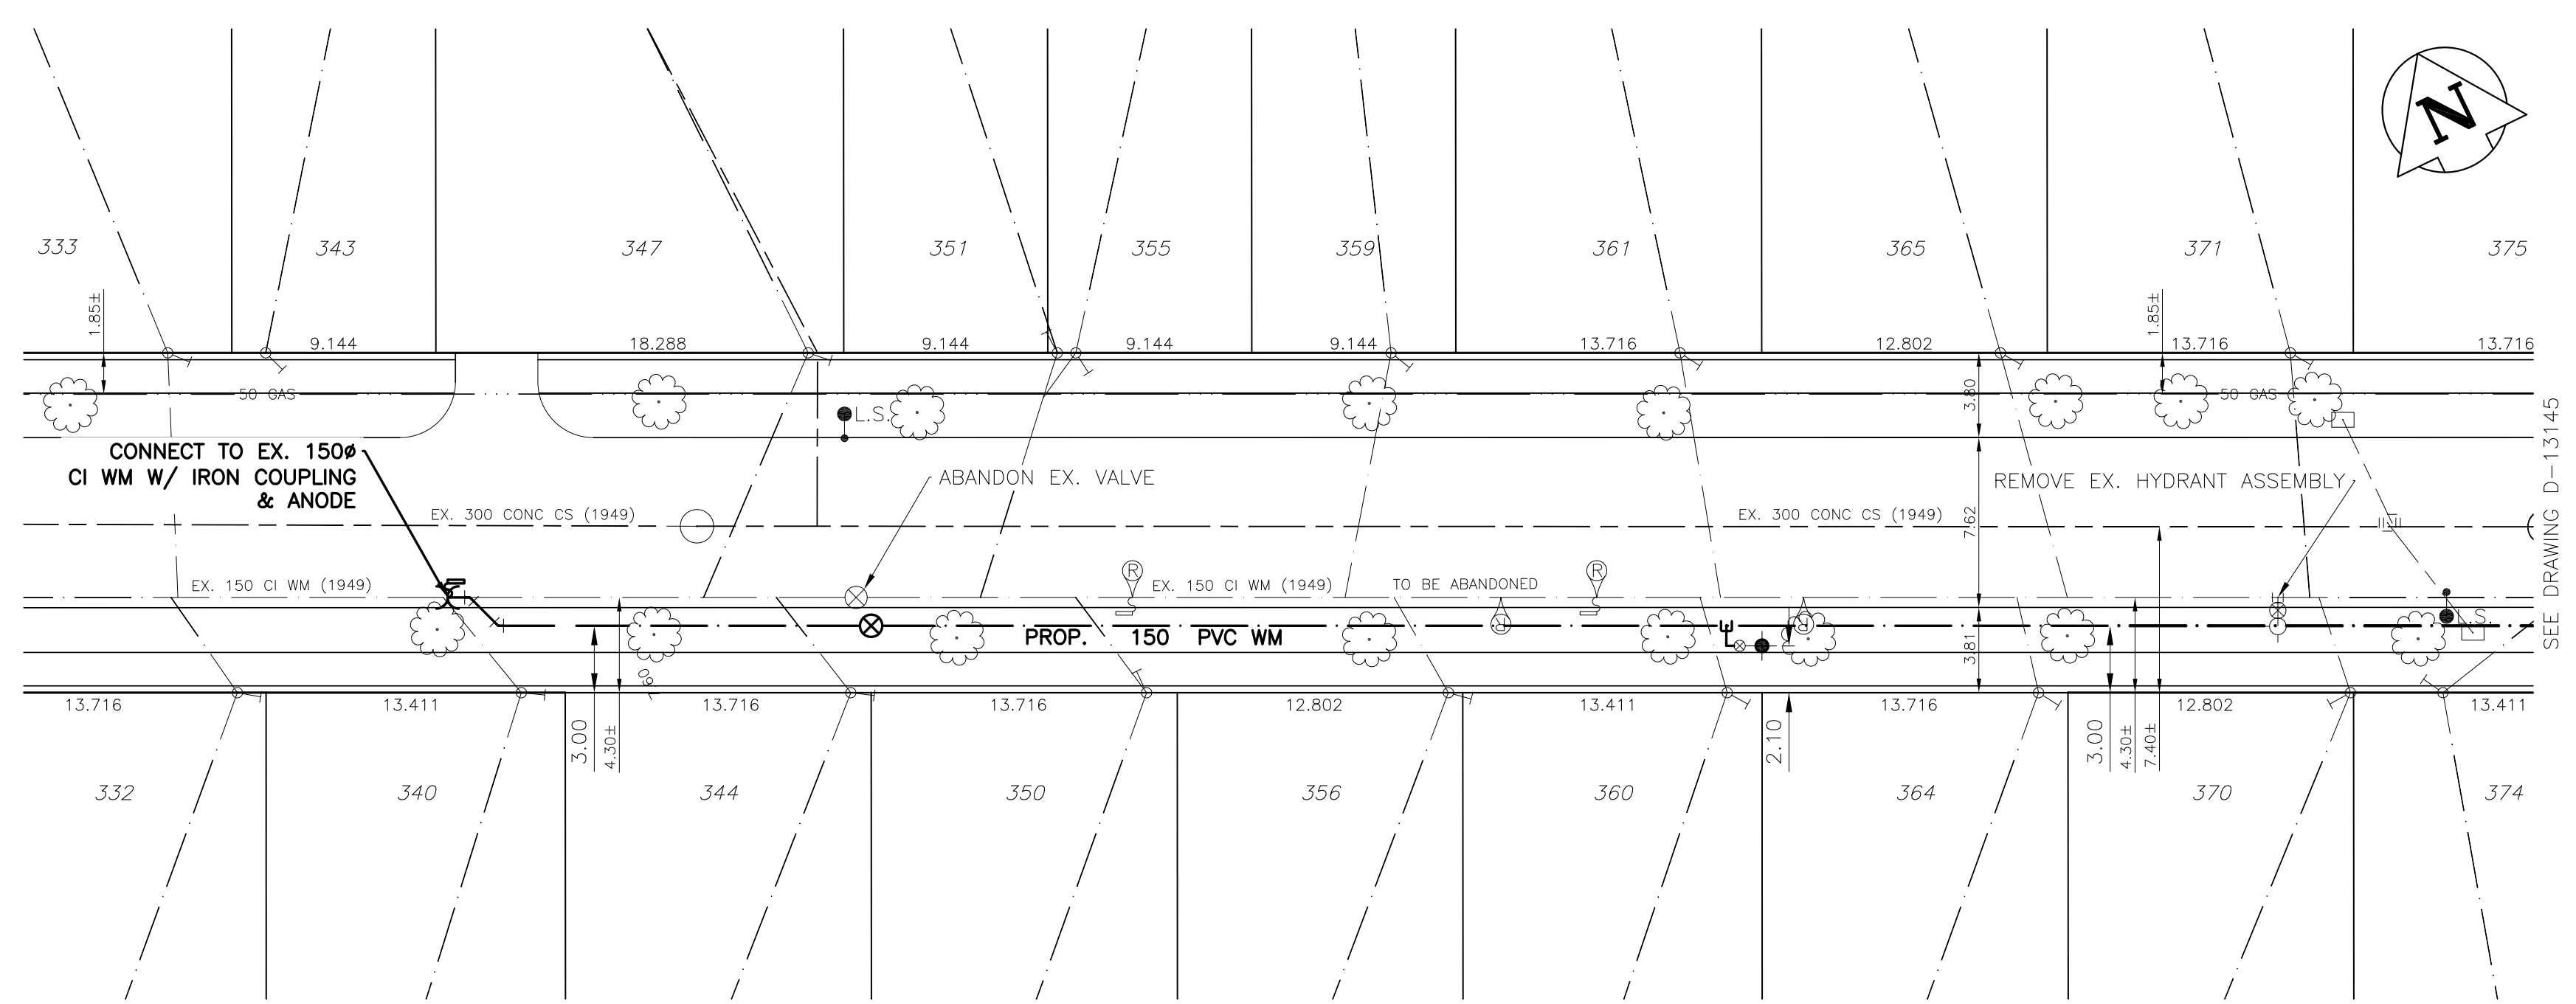 N
333
343
347
351
355
359
361
365
371
375
1.85±
1.85±
9.144
18.288
9.144
9.144
9.144
13.716
12.802
13.716
13.716
50 GAS
50 GAS
3.80
L.S.
CONNECT TO EX. 150ø
CI WM W/ IRON COUPLING
& ANODE
ABANDON EX. VALVE
REMOVE EX. HYDRANT ASSEMBLY
EX. 300 CONC CS (1949)
EX. 300 CONC CS (1949)
7.62
SEE DRAWING D-13145
EX. 150 CI WM (1949)
R
EX. 150 CI WM (1949)
TO BE ABANDONED
R
R
R
L.S.
PROP. 150 PVC WM
3.81
13.716
13.411
13.716
13.716
12.802
13.411
13.716
12.802
13.411
3.00
4.30±
2.10
3.00
4.30±
7.40±
332
340
344
350
356
360
364
370
374